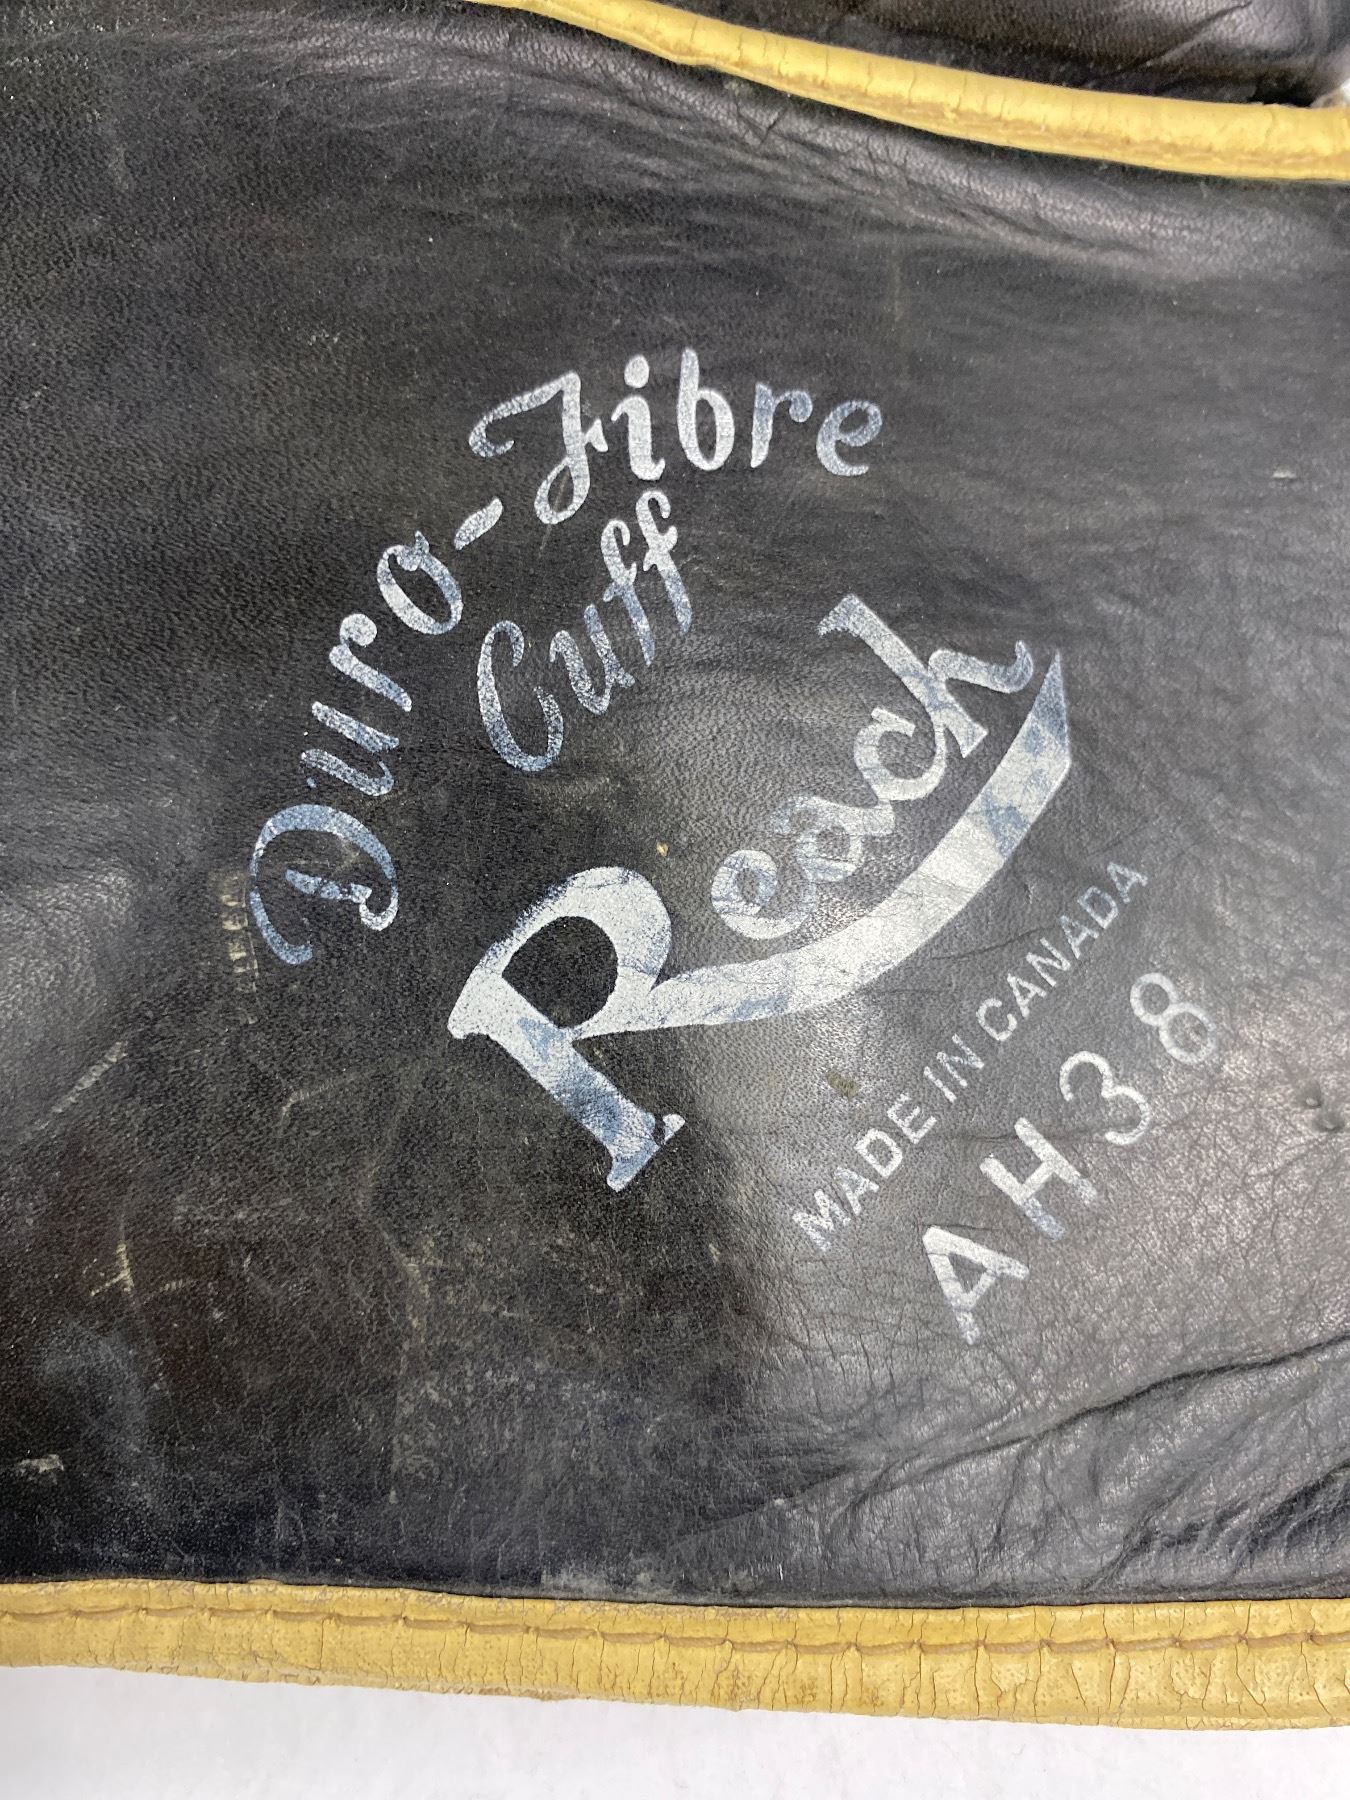 Duro-Fibre
Cuff
Reach
MADE IN CANADA
AH38